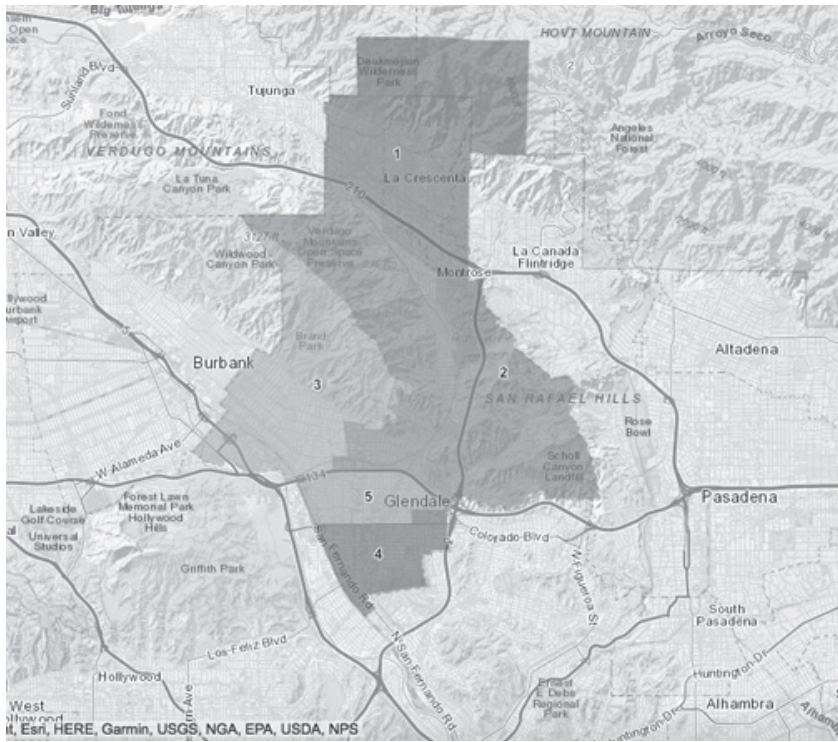 Big Tujunga
HOYT MOUNTAIN
Arroyo Seco
Open
Sunland Blvd
Deukmejian
Wilderness
Park
2
Tujunga
Fond
Wilderness
Preserve
Angeles
National
Forest
VERDUGO MOUNTAINS
1
La Tuna
Canyon Park
La Crescenta
210
n Valley
3127 ft
Wildwood
Canyon Park
Verdugo
Mountains
Open Space
Preserve
La Canada
Flintridge
Montrose
llywood
urbank
irport
5
Brand
Park
Burbank
Altadena
3
2
SAN RAFAEL HILLS
Rose
Bowl
W Alameda Ave
Scholl
Canyon
Landfill
134
5
Glendale
Pasadena
Forest Lawn
Memorial Park
Hollywood
Hills
Lakeside
Golf Course
Universal
Studios
Colorado Blvd
4
San Fernando Rd
Griffith Park
N Figueroa St
South
Pasadena
Los Feliz Blvd
N San Fernando Rd
Hollywood
Huntington Dr
Ernest
E Debs
Regional
Park
West
Alhambra
Huntington Dr
t, Esri, HERE, Garmin, USGS, NGA, EPA, USDA, NPS